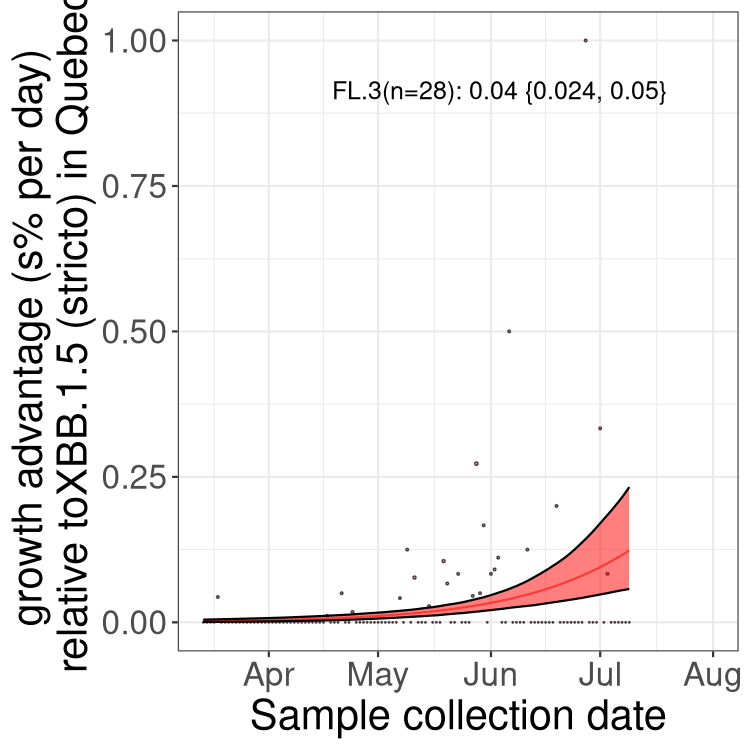 growth advantage (s% per day)
relative toXBB.1.5 (stricto) in Quebec
1.00
0.75
0.50
0.25
0.00
FL.3(n=28): 0.04 {0.024, 0.05}
Apr May Jun Jul Aug
Sample collection date